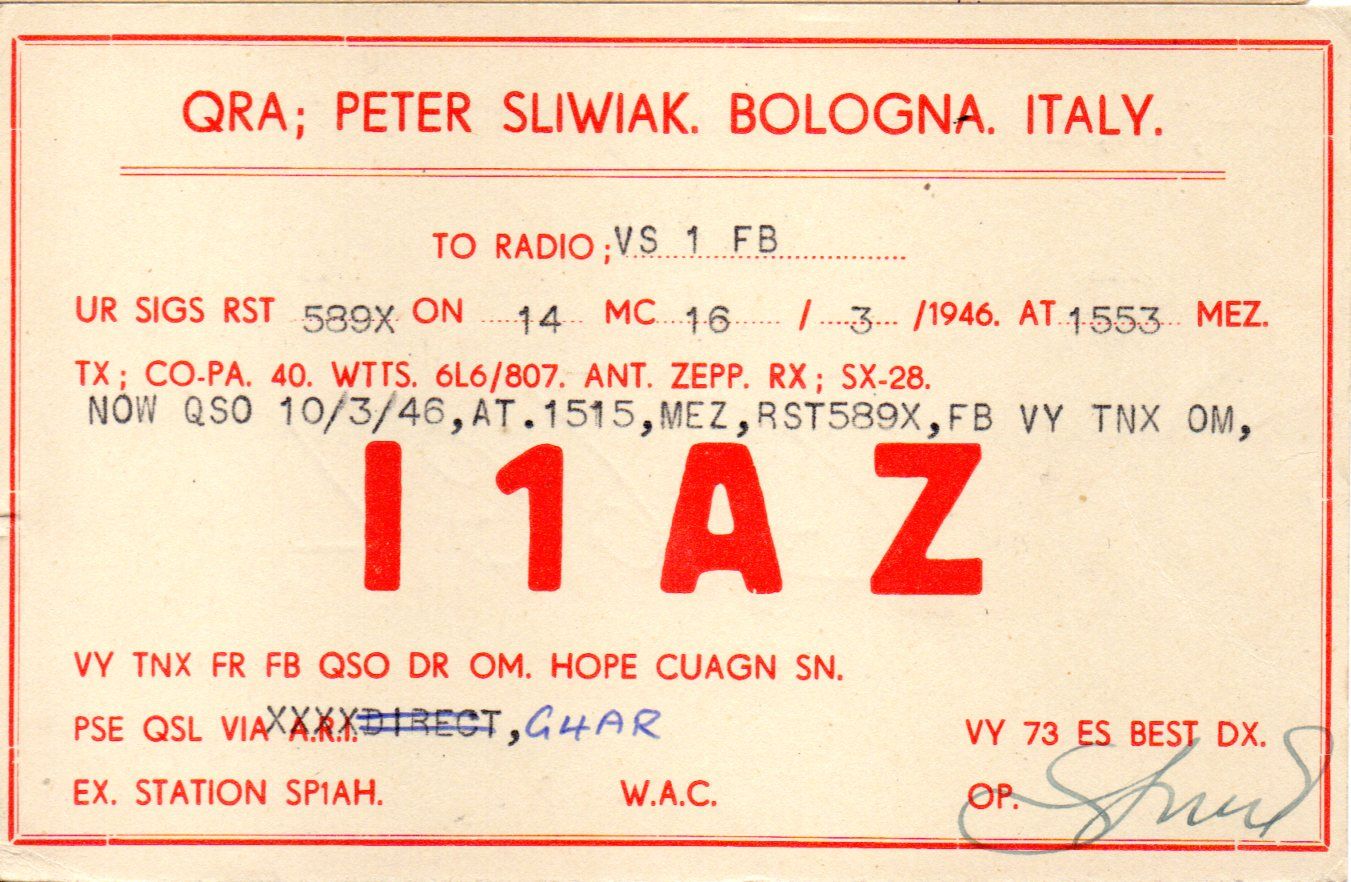 QRA; PETER SLIWIAK. BOLOGNA. ITALY.
TO RADIO; VS 1 FB
UR SIGS RST 589X ON 14 MC 16 / 3 /1946. AT 1553 MEZ.
TX; CO-PA. 40. WTTS. 6L6/807. ANT. ZEPP. RX; SX-28.
NOW QSO 10/3/46,AT.1515,MEZ,RST589X,FB VY TNX OM,
I1AZ
VY TNX FR FB QSO DR OM. HOPE CUAGN SN.
PSE QSL VIA A.R.I. XXXX DIRECT, G4AR
VY 73 ES BEST DX.
EX. STATION SP1AH. W.A.C. OP.